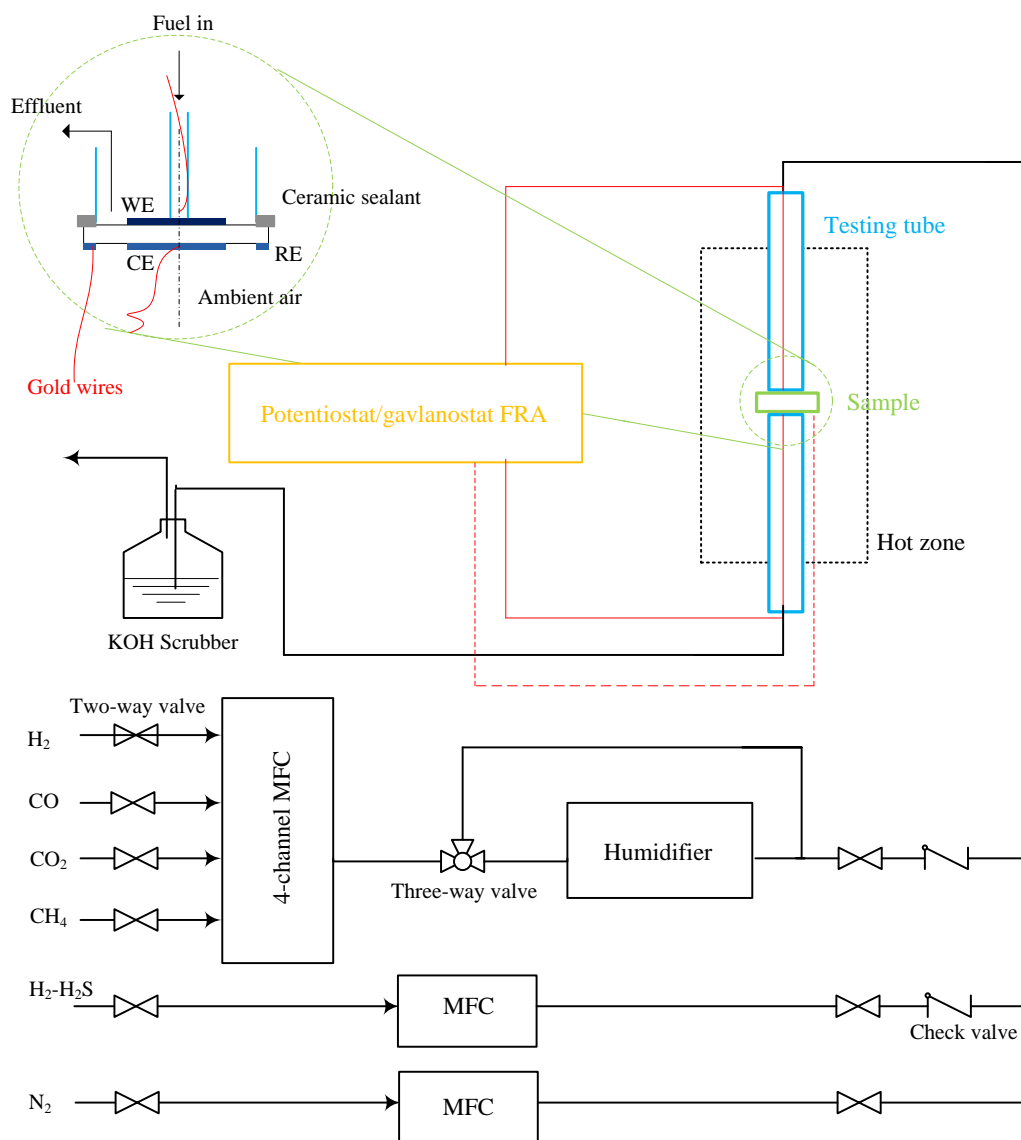 Fuel in
Effluent
WE
Ceramic sealant
CE
RE
Ambient air
Gold wires
Testing tube
Potentiostat/gavlanostat FRA
Sample
Hot zone
KOH Scrubber
Two-way valve
H₂
CO
CO₂
CH₄
4-channel MFC
Three-way valve
Humidifier
H₂-H₂S
MFC
Check valve
N₂
MFC